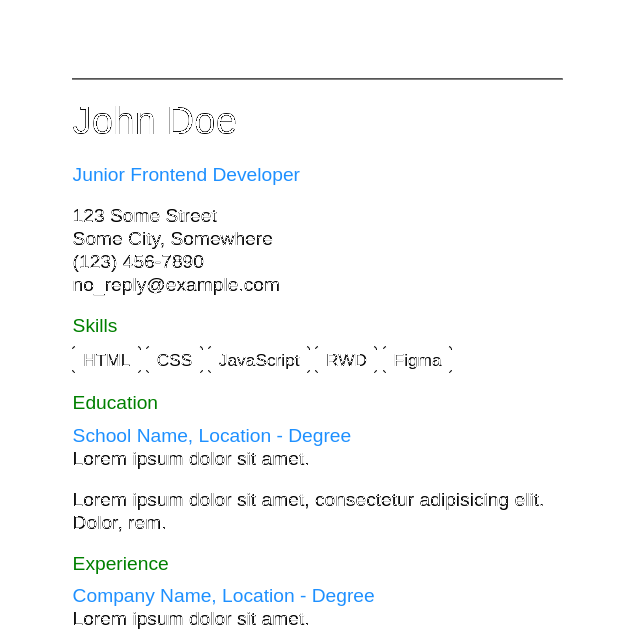 John Doe
Junior Frontend Developer
123 Some Street
Some City, Somewhere
(123) 456-7890
no_reply@example.com
Skills
HTML CSS JavaScript RWD Figma
Education
School Name, Location - Degree
Lorem ipsum dolor sit amet.
Lorem ipsum dolor sit amet, consectetur adipisicing elit.
Dolor, rem.
Experience
Company Name, Location - Degree
Lorem ipsum dolor sit amet.